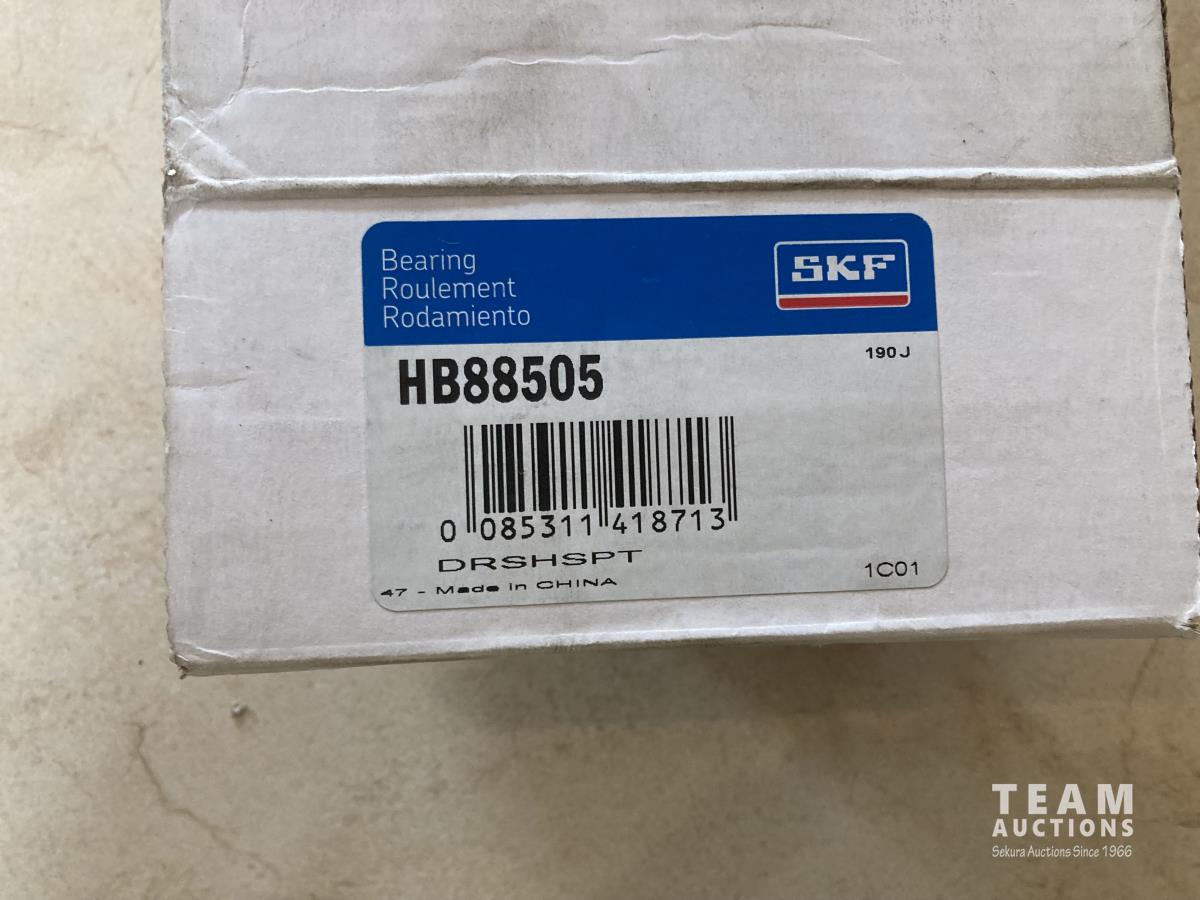 Bearing
Roulement
Rodamiento
SKF
HB88505
190J
0 085311 418713
DRSHSPT
47 - Made in CHINA
1C01
TEAM
AUCTIONS
Sekura Auctions Since 1966